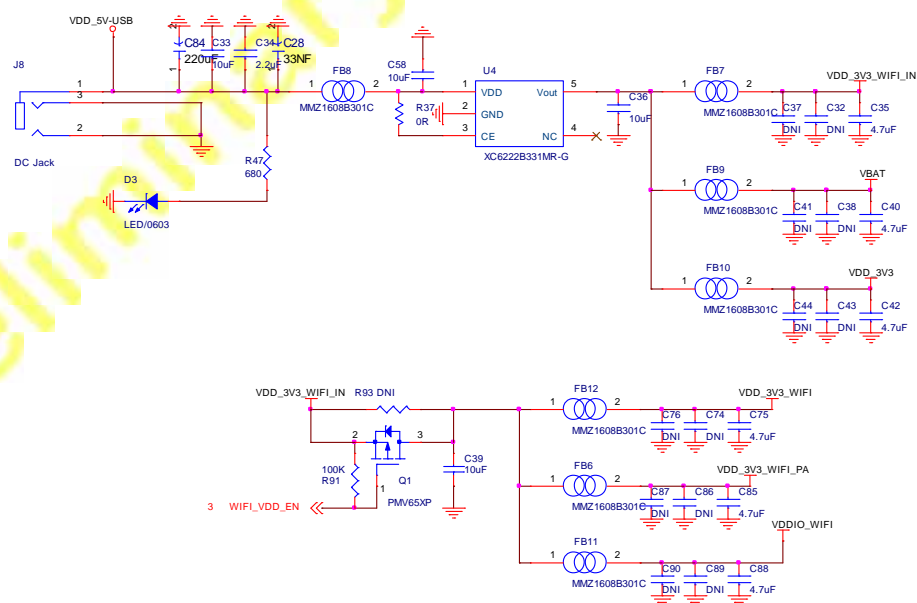 VDD_5V-USB
J8
1
3
2
DC Jack
2
1
C84
220uF
C33
10uF
C34
2.2uF
2
1
C28
33NF
R47
680
D3
LED/0603
FB8
1
2
MMZ1608B301C
C58
10uF
R37
0R
U4
1
VDD
Vout
5
2
GND
3
CE
NC
4
XC6222B331MR-G
C36
10uF
FB7
1
2
MMZ1608B301C
VDD_3V3_WIFI_IN
C37
DNI
C32
DNI
C35
4.7uF
FB9
1
2
MMZ1608B301C
VBAT
C41
DNI
C38
DNI
C40
4.7uF
FB10
1
2
MMZ1608B301C
VDD_3V3
C44
DNI
C43
DNI
C42
4.7uF
VDD_3V3_WIFI_IN
R93 DNI
2
3
1
100K
R91
Q1
PMV65XP
C39
10uF
3 WIFI_VDD_EN
FB12
1
2
MMZ1608B301C
VDD_3V3_WIFI
C76
DNI
C74
DNI
C75
4.7uF
FB6
1
2
MMZ1608B301C
VDD_3V3_WIFI_PA
C87
DNI
C86
DNI
C85
4.7uF
FB11
1
2
MMZ1608B301C
VDDIO_WIFI
C90
DNI
C89
DNI
C88
4.7uF
eliminar